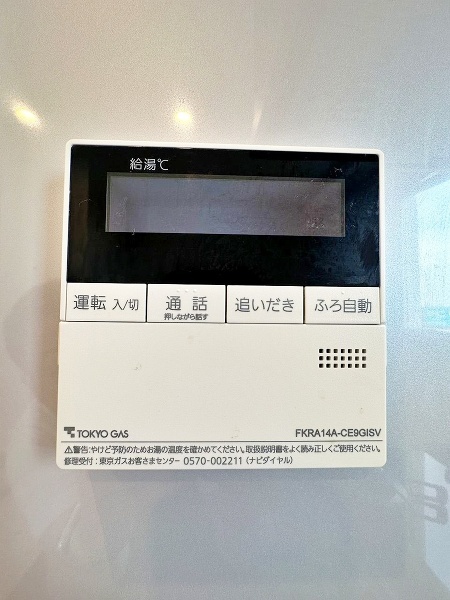 給湯℃
運転 入/切
通話
押しながら話す
追いだき
ふろ自動
TOKYO GAS
FKRA14A-CE9GISV
⚠警告:やけど予防のためお湯の温度を確かめてください。取扱説明書をよく読み正しくご使用ください。
修理受付:東京ガスお客さまセンター 0570-002211(ナビダイヤル)